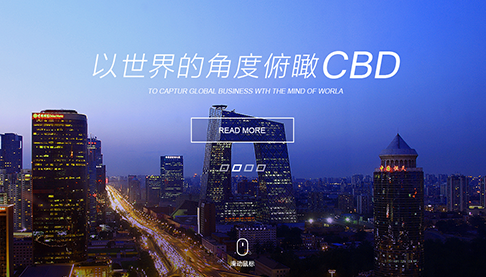 以世界的角度俯瞰CBD
TO CAPTUR GLOBAL BUSINESS WTH THE MIND OF WORLA
READ MORE
滚动鼠标